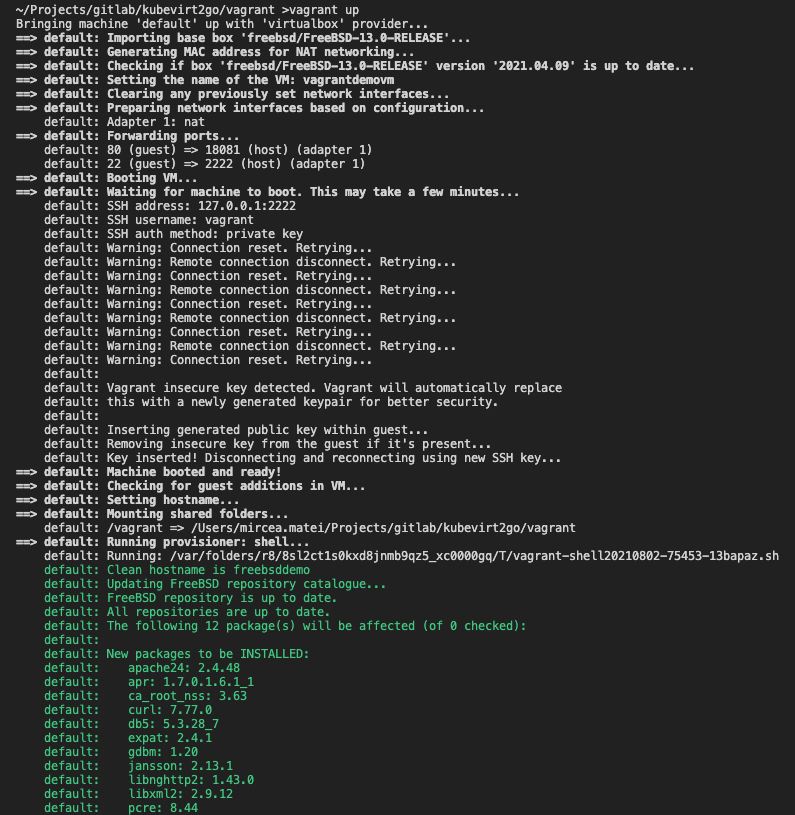 ~/Projects/gitlab/kubevirt2go/vagrant >vagrant up
Bringing machine 'default' up with 'virtualbox' provider...
==> default: Importing base box 'freebsd/FreeBSD-13.0-RELEASE'...
==> default: Generating MAC address for NAT networking...
==> default: Checking if box 'freebsd/FreeBSD-13.0-RELEASE' version '2021.04.09' is up to date...
==> default: Setting the name of the VM: vagrantdemovm
==> default: Clearing any previously set network interfaces...
==> default: Preparing network interfaces based on configuration...
    default: Adapter 1: nat
==> default: Forwarding ports...
    default: 80 (guest) => 18081 (host) (adapter 1)
    default: 22 (guest) => 2222 (host) (adapter 1)
==> default: Booting VM...
==> default: Waiting for machine to boot. This may take a few minutes...
    default: SSH address: 127.0.0.1:2222
    default: SSH username: vagrant
    default: SSH auth method: private key
    default: Warning: Connection reset. Retrying...
    default: Warning: Remote connection disconnect. Retrying...
    default: Warning: Connection reset. Retrying...
    default: Warning: Remote connection disconnect. Retrying...
    default: Warning: Connection reset. Retrying...
    default: Warning: Remote connection disconnect. Retrying...
    default: Warning: Connection reset. Retrying...
    default: Warning: Remote connection disconnect. Retrying...
    default: Warning: Connection reset. Retrying...
    default:
    default: Vagrant insecure key detected. Vagrant will automatically replace
    default: this with a newly generated keypair for better security.
    default:
    default: Inserting generated public key within guest...
    default: Removing insecure key from the guest if it's present...
    default: Key inserted! Disconnecting and reconnecting using new SSH key...
==> default: Machine booted and ready!
==> default: Checking for guest additions in VM...
==> default: Setting hostname...
==> default: Mounting shared folders...
    default: /vagrant => /Users/mircea.matei/Projects/gitlab/kubevirt2go/vagrant
==> default: Running provisioner: shell...
    default: Running: /var/folders/r8/8sl2ct1s0kxd8jnmb9qz5_xc0000gq/T/vagrant-shell20210802-75453-13bapaz.sh
    default: Clean hostname is freebsddemo
    default: Updating FreeBSD repository catalogue...
    default: FreeBSD repository is up to date.
    default: All repositories are up to date.
    default: The following 12 package(s) will be affected (of 0 checked):
    default:
    default: New packages to be INSTALLED:
    default:    apache24: 2.4.48
    default:    apr: 1.7.0.1.6.1_1
    default:    ca_root_nss: 3.63
    default:    curl: 7.77.0
    default:    db5: 5.3.28_7
    default:    expat: 2.4.1
    default:    gdbm: 1.20
    default:    jansson: 2.13.1
    default:    libnghttp2: 1.43.0
    default:    libxml2: 2.9.12
    default:    pcre: 8.44